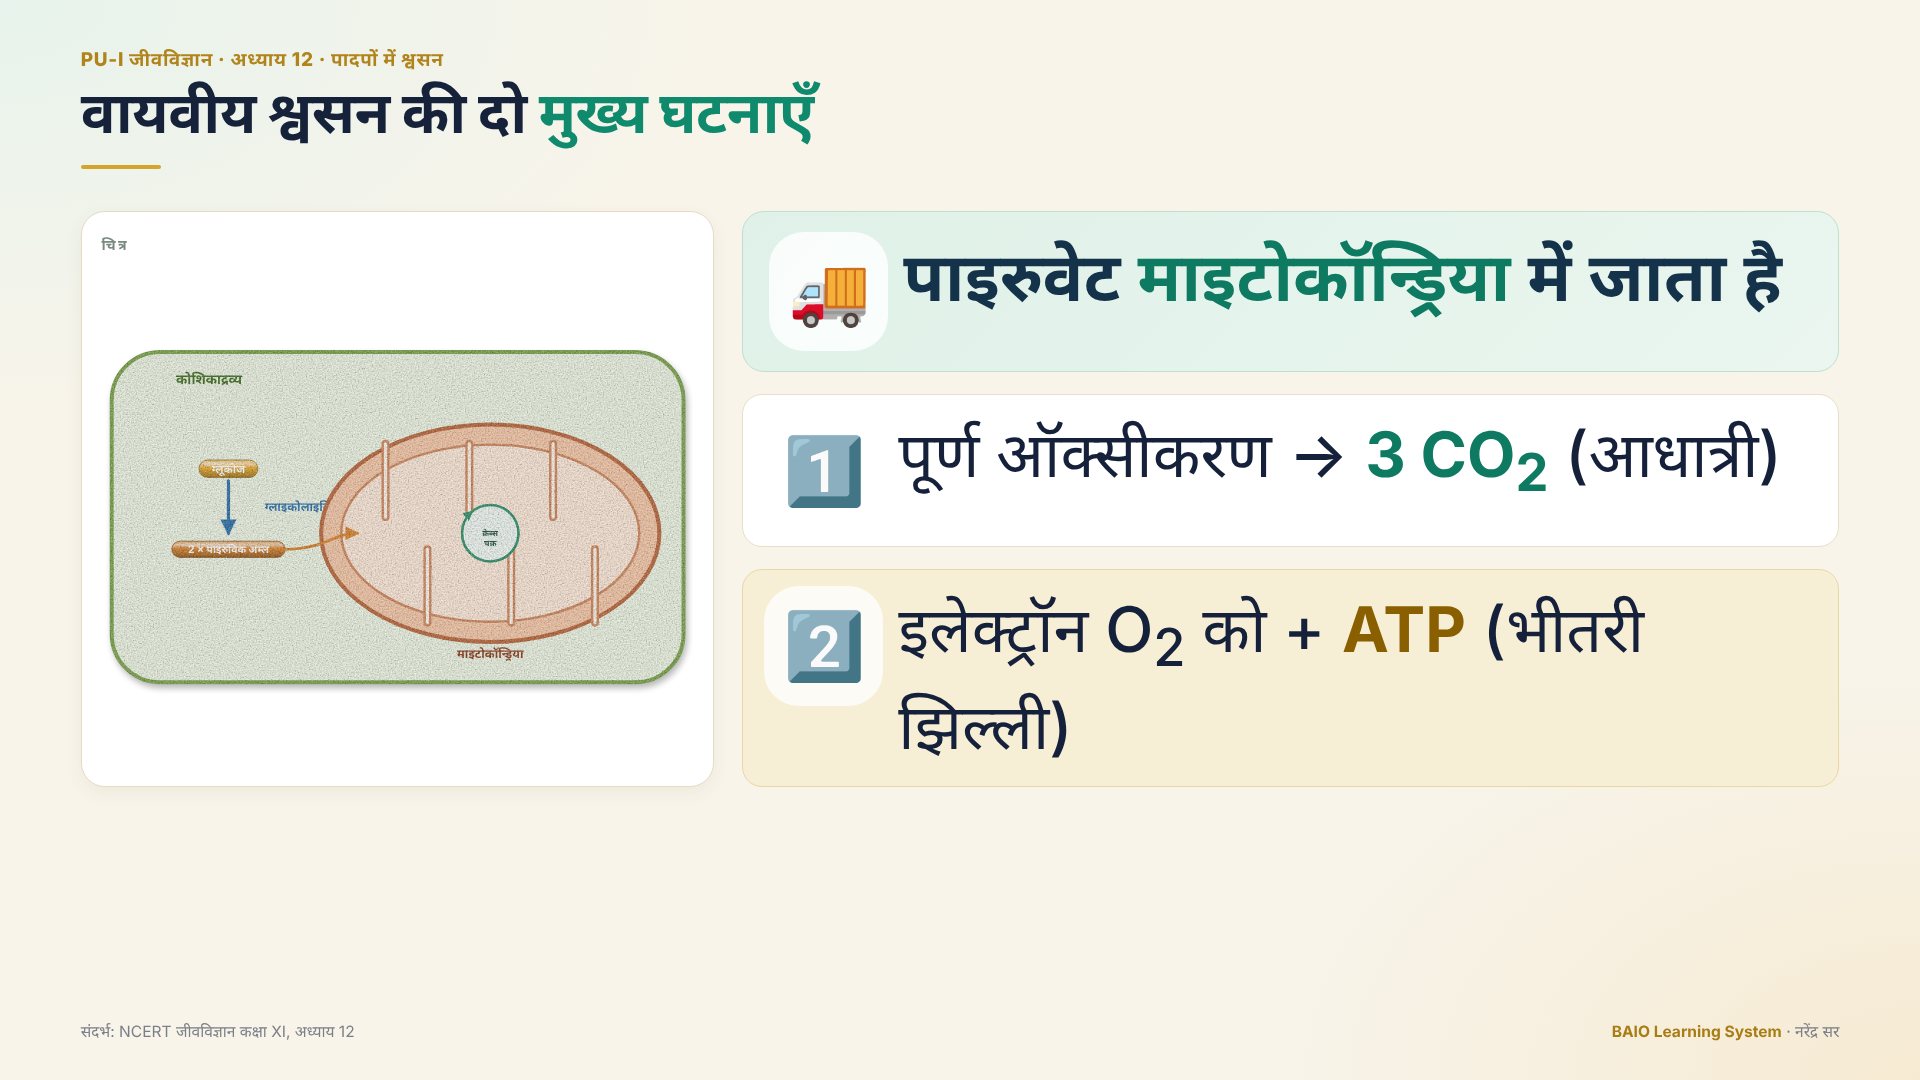 PU-I जीवविज्ञान · अध्याय 12 · पादपों में श्वसन
वायवीय श्वसन की दो मुख्य घटनाएँ
चित्र
कोशिकाद्रव्य
ग्लूकोज
2 × पाइरुविक अम्ल
क्रेब्स
चक्र
माइटोकॉन्ड्रिया
🚚 पाइरुवेट माइटोकॉन्ड्रिया में जाता है
1 पूर्ण ऑक्सीकरण → 3 CO₂ (आधात्री)
2 इलेक्ट्रॉन O₂ को + ATP (भीतरी
झिल्ली)
संदर्भ: NCERT जीवविज्ञान कक्षा XI, अध्याय 12
BAIO Learning System · नरेंद्र सर